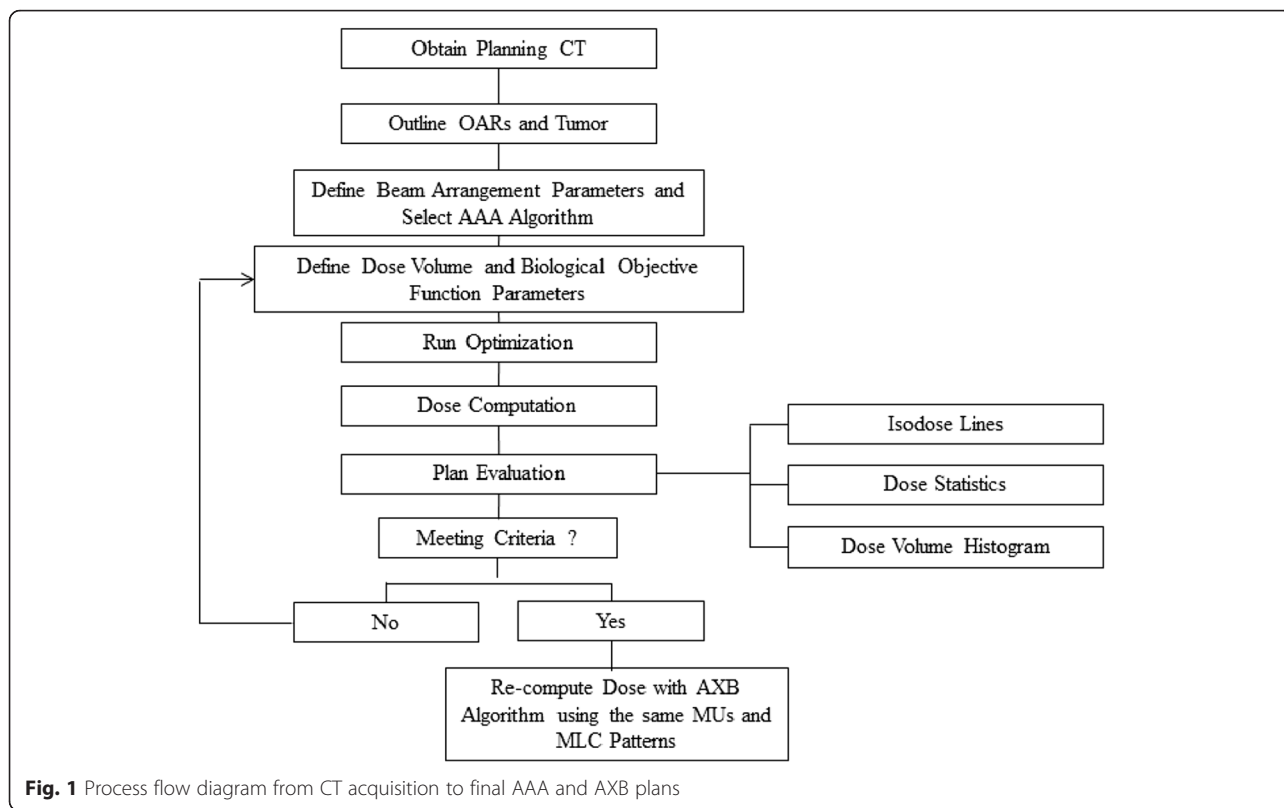 Obtain Planning CT
Outline OARs and Tumor
Define Beam Arrangement Parameters and
Select AAA Algorithm
Define Dose Volume and Biological Objective
Function Parameters
Run Optimization
Dose Computation
Plan Evaluation
Isodose Lines
Dose Statistics
Dose Volume Histogram
Meeting Criteria ?
No
Yes
Re-compute Dose with AXB
Algorithm using the same MUs and
MLC Patterns
Fig. 1 Process flow diagram from CT acquisition to final AAA and AXB plans